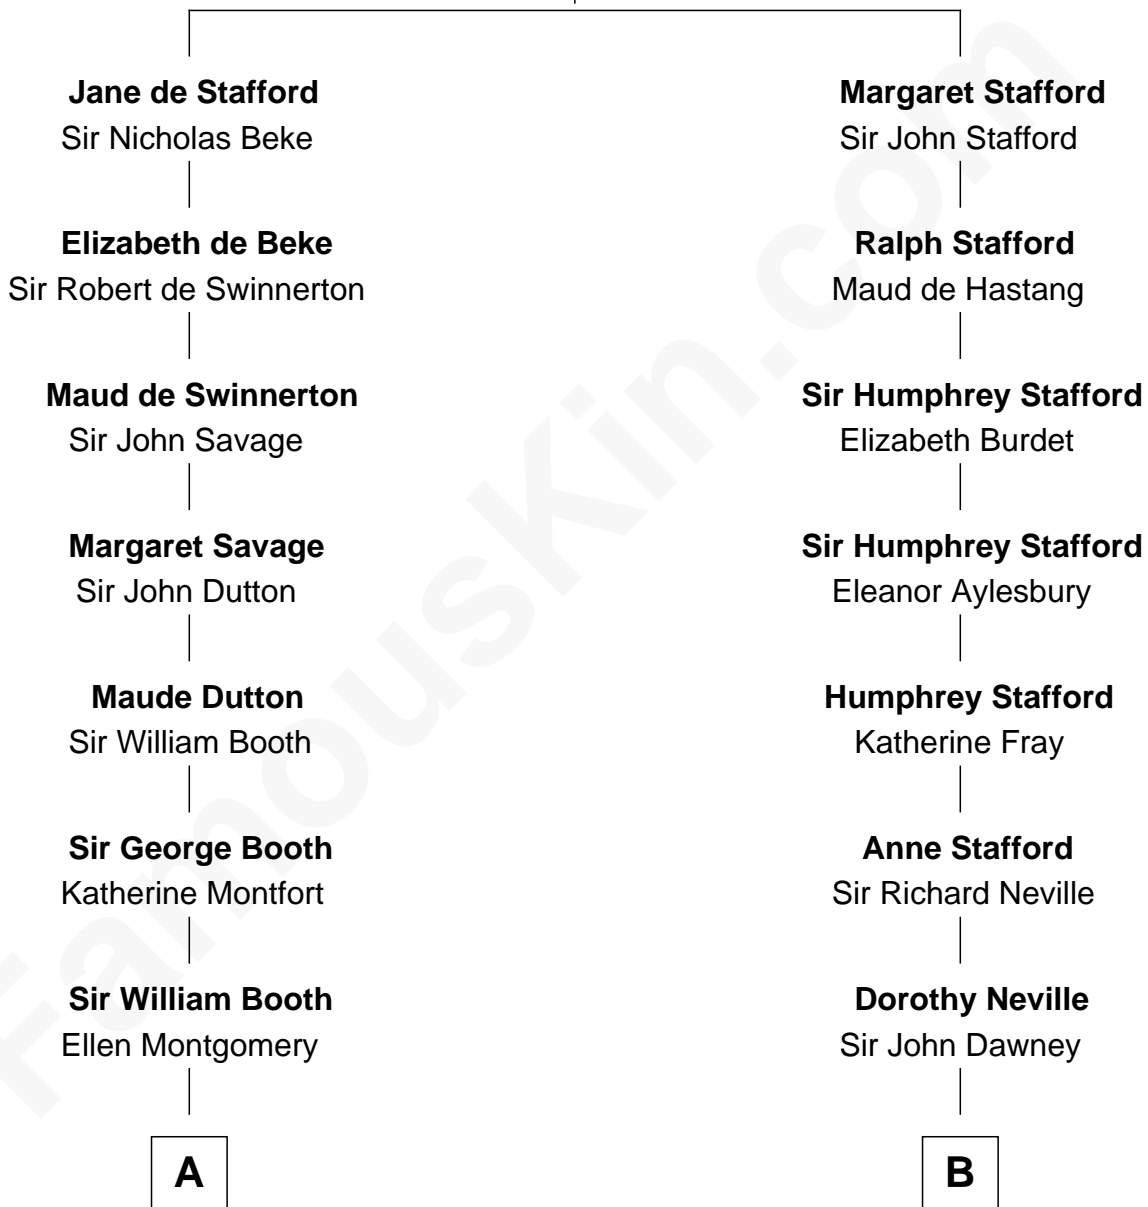 Jane de Stafford
Sir Nicholas Beke
Elizabeth de Beke
Sir Robert de Swinnerton
Maud de Swinnerton
Sir John Savage
Margaret Savage
Sir John Dutton
Maude Dutton
Sir William Booth
Sir George Booth
Katherine Montfort
Sir William Booth
Ellen Montgomery
A
Margaret Stafford
Sir John Stafford
Ralph Stafford
Maud de Hastang
Sir Humphrey Stafford
Elizabeth Burdet
Sir Humphrey Stafford
Eleanor Aylesbury
Humphrey Stafford
Katherine Fray
Anne Stafford
Sir Richard Neville
Dorothy Neville
Sir John Dawney
B
FamousKin.com